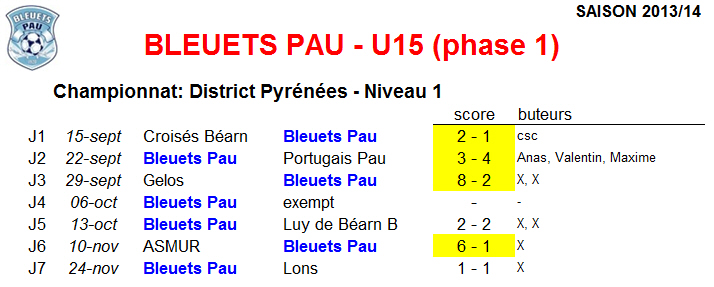 BLEUETS
PAU
SAISON 2013/14
BLEUETS PAU - U15 (phase 1)
Championnat: District Pyrénées - Niveau 1
score buteurs
J1 15-sept Croisés Béarn Bleuets Pau 2 - 1 csc
J2 22-sept Bleuets Pau Portugais Pau 3 - 4 Anas, Valentin, Maxime
J3 29-sept Gelos Bleuets Pau 8 - 2 X, X
J4 06-oct Bleuets Pau exempt - -
J5 13-oct Bleuets Pau Luy de Béarn B 2 - 2 X, X
J6 10-nov ASMUR Bleuets Pau 6 - 1 X
J7 24-nov Bleuets Pau Lons 1 - 1 X